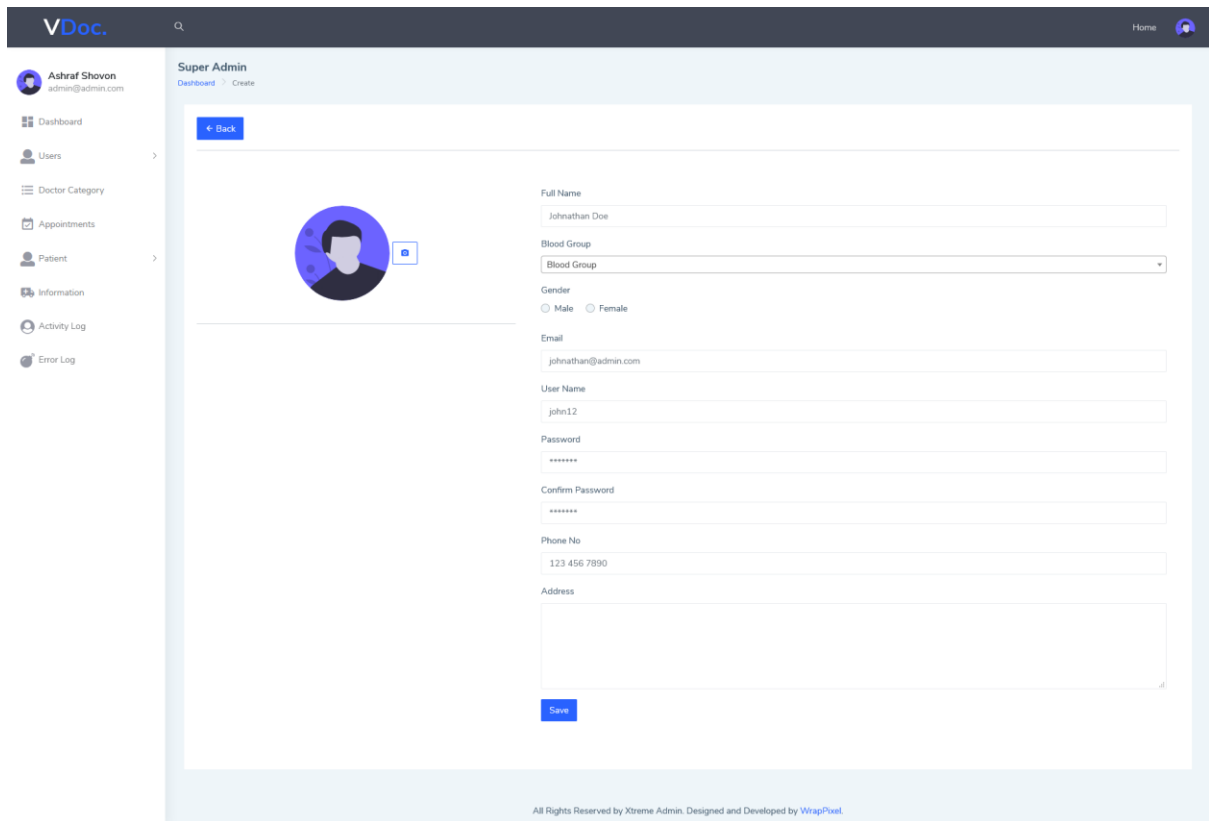 VDoc.
Home
Ashraf Shovon
admin@admin.com
Dashboard
Users
Doctor Category
Appointments
Patient
Information
Activity Log
Error Log
Super Admin
Dashboard > Create
← Back
Full Name
Johnathan Doe
Blood Group
Blood Group
Gender
Male Female
Email
johnathan@admin.com
User Name
john12
Password
*******
Confirm Password
*******
Phone No
123 456 7890
Address
Save
All Rights Reserved by Xtreme Admin. Designed and Developed by WrapPixel.